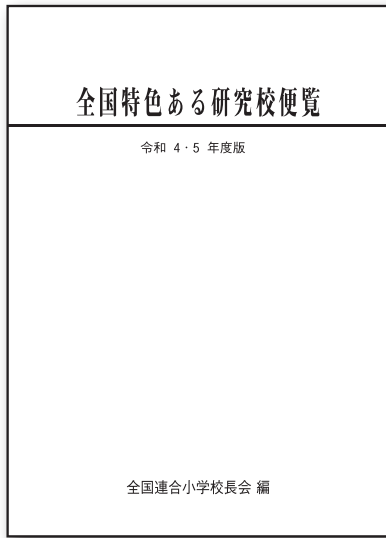 全国特色ある研究校便覧
令和 4・5 年度版
全国連合小学校長会 編